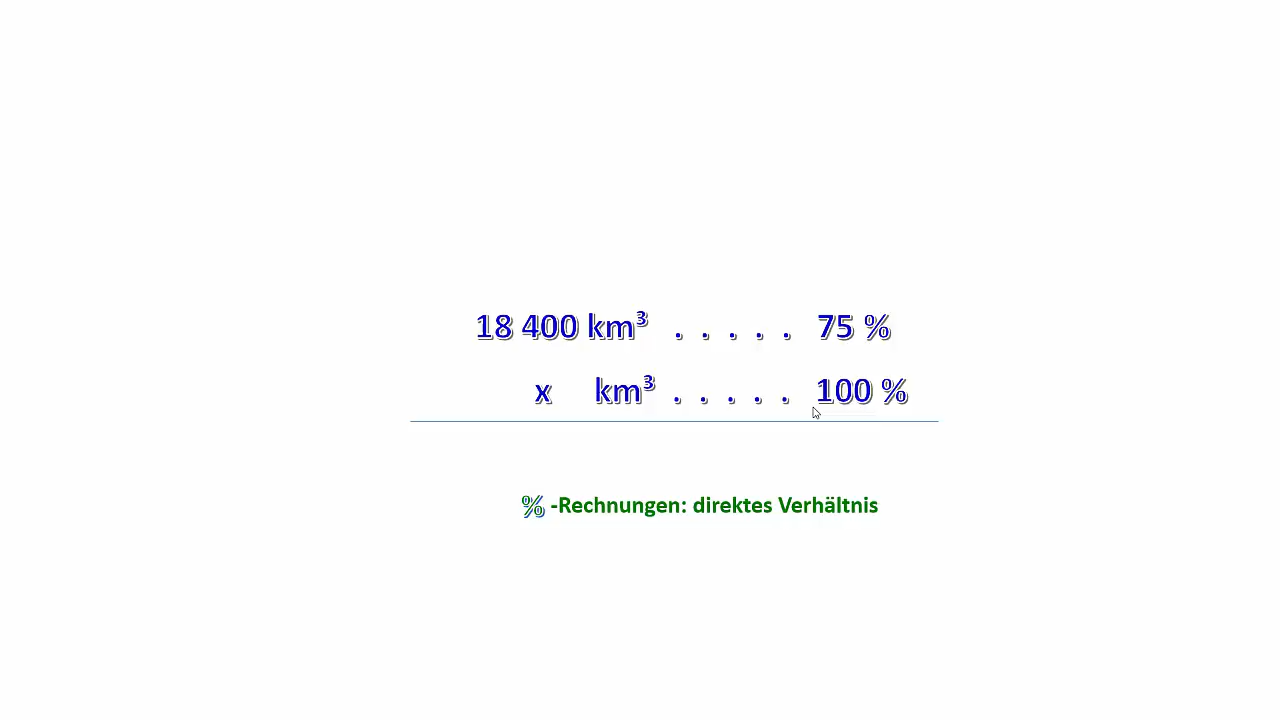 18 400 km³ . . . . . 75 %
x km³ . . . . . 100 %
% -Rechnungen: direktes Verhältnis